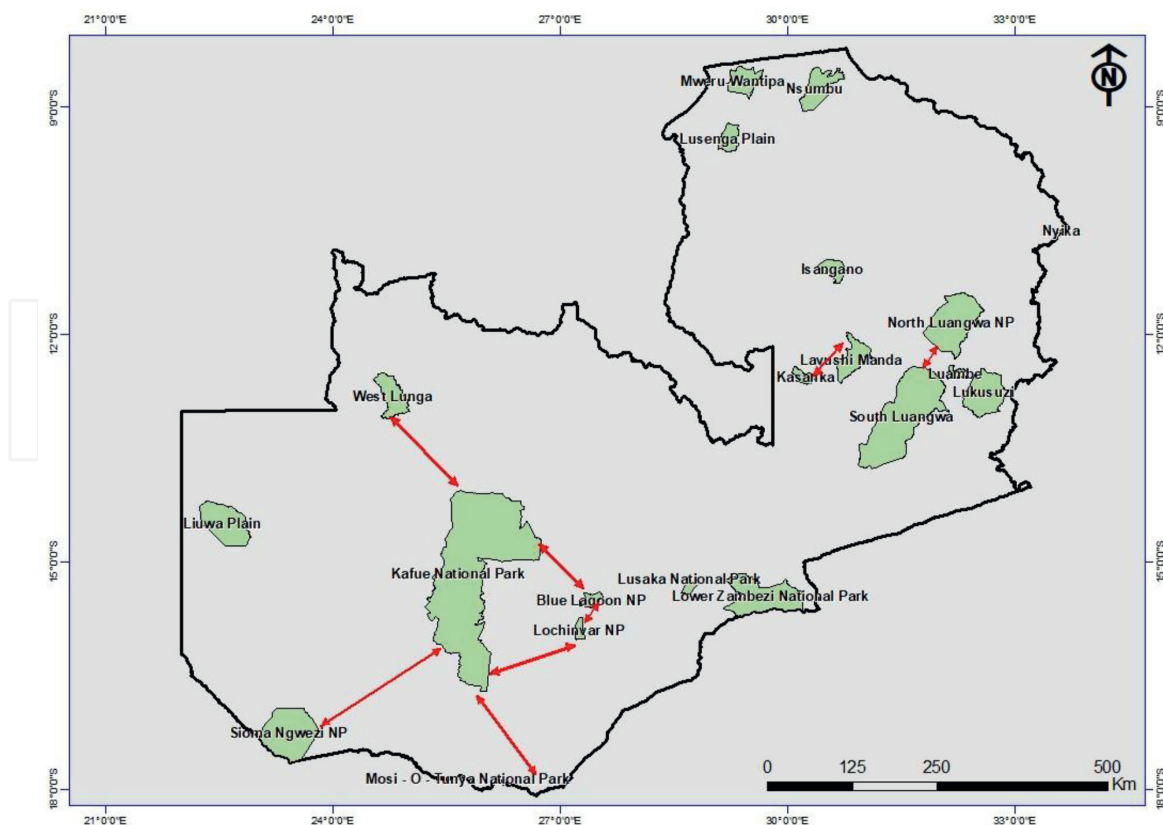 21°0'0"E 24°0'0"E 27°0'0"E 30°0'0"E 33°0'0"E
N
Mweru-Wantipa
Nsumbu
9°0'0"S 9°0'0"S
Lusenga Plain
Nyika
Isangano
North Luangwa NP
12°0'0"S 12°0'0"S
Lavushi Manda
Kasanka
Luambe
Lukusuzi
West Lunga
South Luangwa
Liuwa Plain
15°0'0"S 15°0'0"S
Kafue National Park
Lusaka National Park
Blue Lagoon NP
Lower Zambezi National Park
Lochinvar NP
Sioma Ngwezi NP
Mosi - O - Tunya National Park
0 125 250 500
Km
18°0'0"S 18°0'0"S
21°0'0"E 24°0'0"E 27°0'0"E 30°0'0"E 33°0'0"E